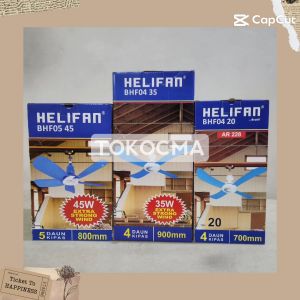 CapCut
HELIFAN
BHF05 45
45W
EXTRA
STRONG
WIND
5 DAUN
KIPAS
800mm
HELIFAN
BHF04 35
35W
EXTRA
STRONG
WIND
4 DAUN
KIPAS
900mm
HELIFAN
BHF04 20
AR 228
20
4 DAUN
KIPAS
700mm
TOKOCMA
Ticket To
HAPPINESS